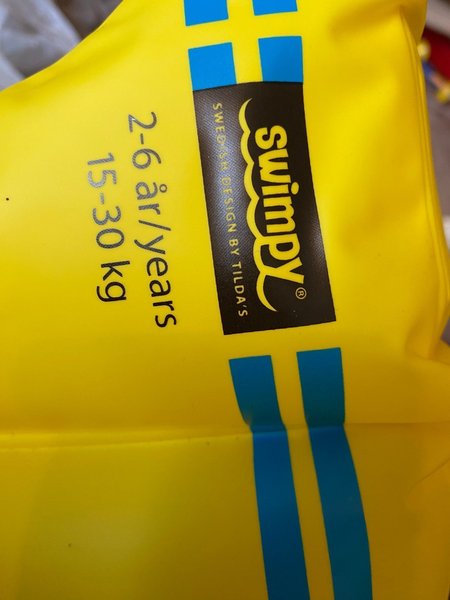 swimpy®
SWEDISH DESIGN BY TILDA'S
2-6 år/years
15-30 kg